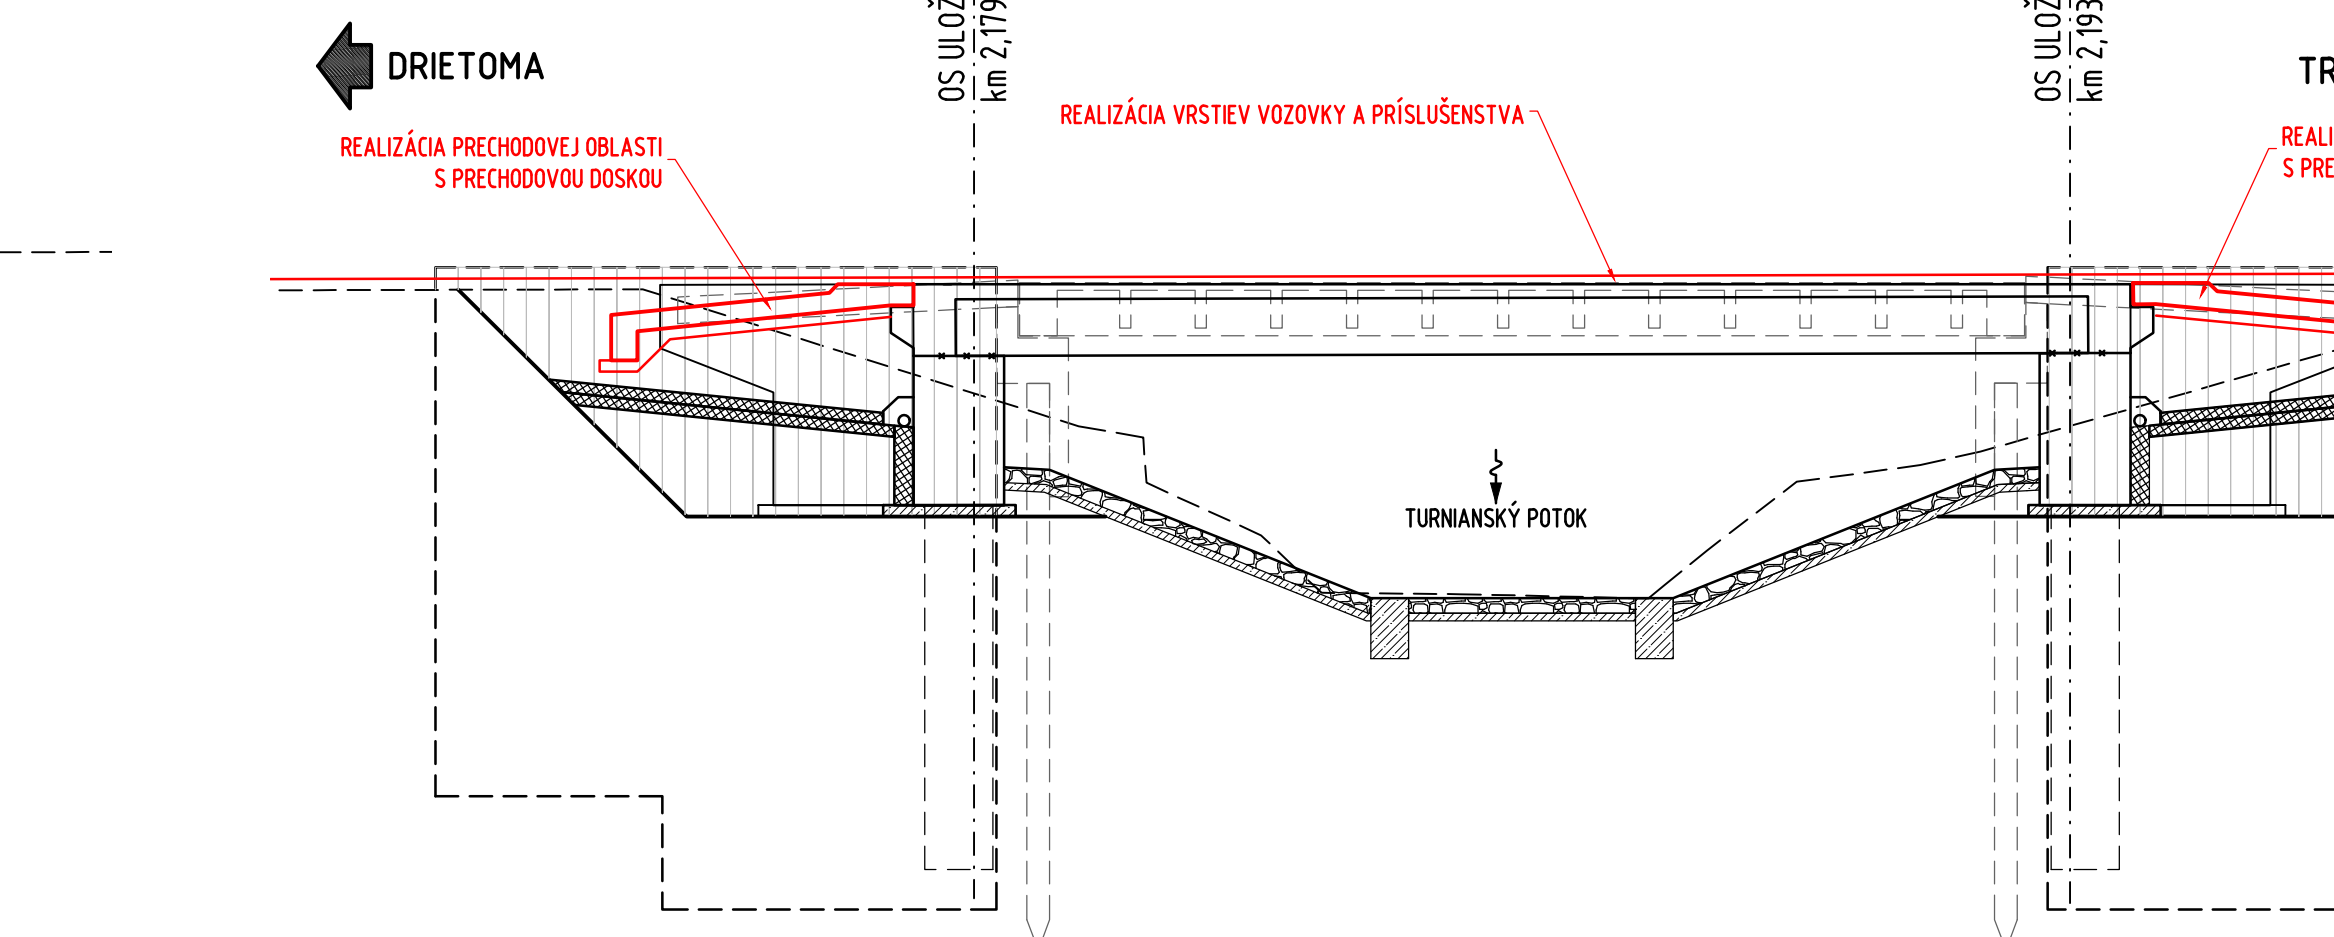 DRIETOMA
REALIZÁCIA PRECHODOVEJ OBLASTI
S PRECHODOVOU DOSKOU
OS ULOŽ
km 2,179
REALIZÁCIA VRSTIEV VOZOVKY A PRÍSLUŠENSTVA
OS ULOŽ
km 2,193
TR
REALI
S PRE
TURNIANSKÝ POTOK